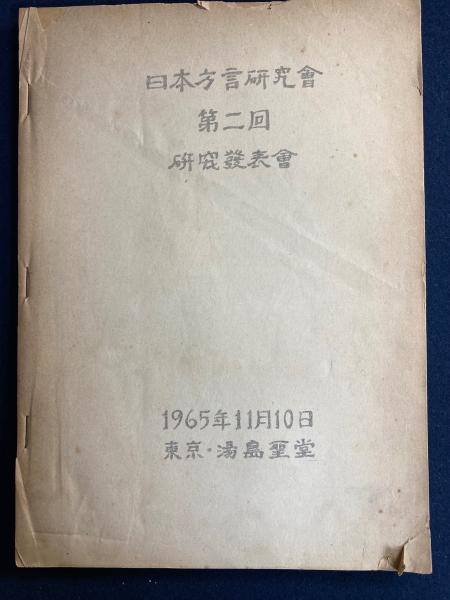 日本方言研究會
第二回
研究發表會
1965年11月10日
東京・湯島聖堂